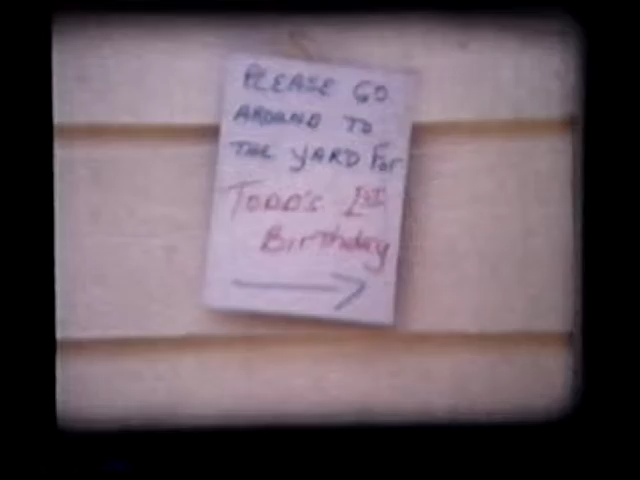 PLEASE GO
AROUND TO
THE YARD For
TODD'S 1st
Birthday